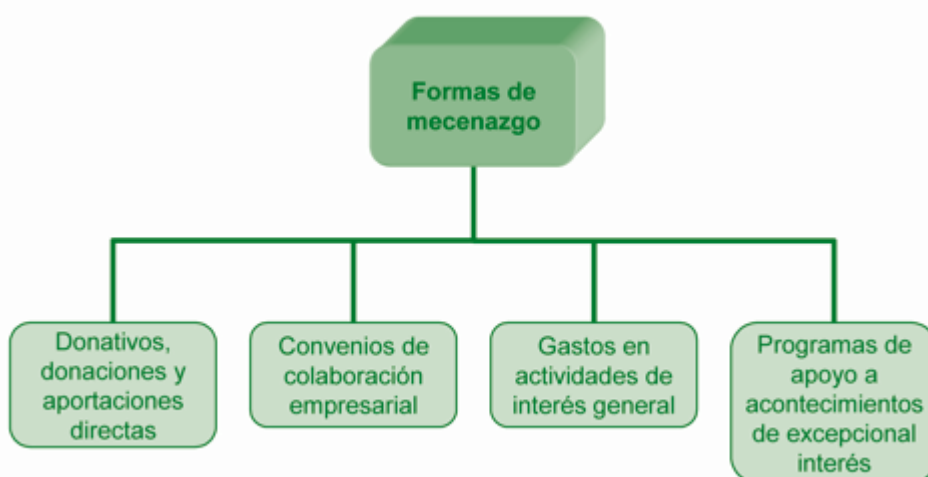 Formas de
mecenazgo
Donativos,
donaciones y
aportaciones
directas
Convenios de
colaboración
empresarial
Gastos en
actividades de
interés general
Programas de
apoyo a
acontecimientos
de excepcional
interés